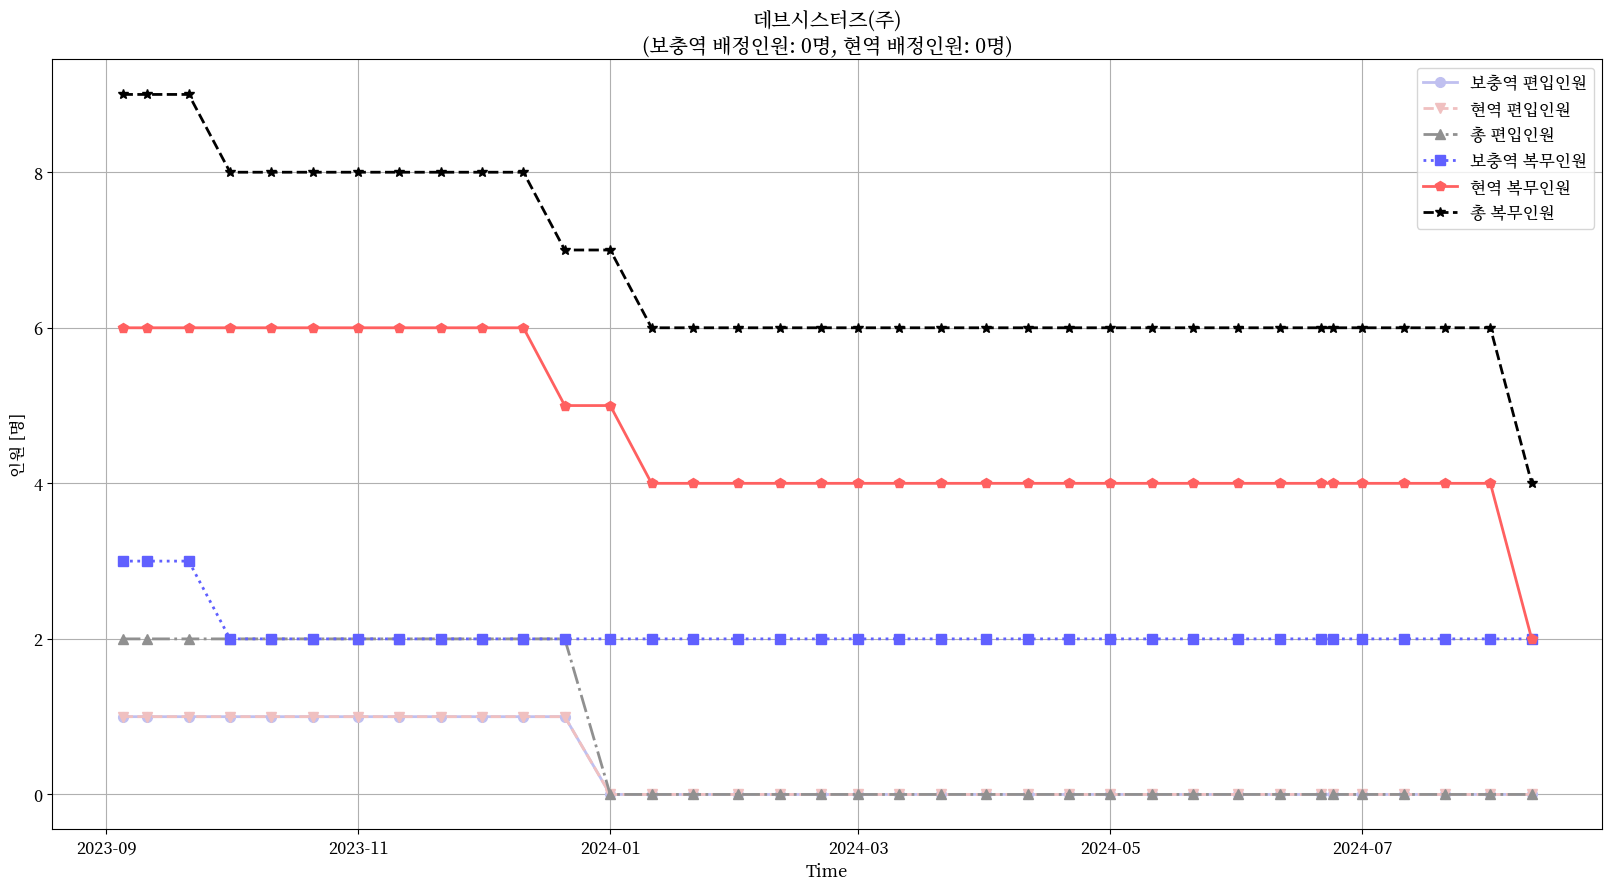 데브시스터즈(주)
(보충역 배정인원: 0명, 현역 배정인원: 0명)
보충역 편입인원
현역 편입인원
총 편입인원
보충역 복무인원
현역 복무인원
총 복무인원
인원 [명]
8
6
4
2
0
2023-09
2023-11
2024-01
2024-03
2024-05
2024-07
Time